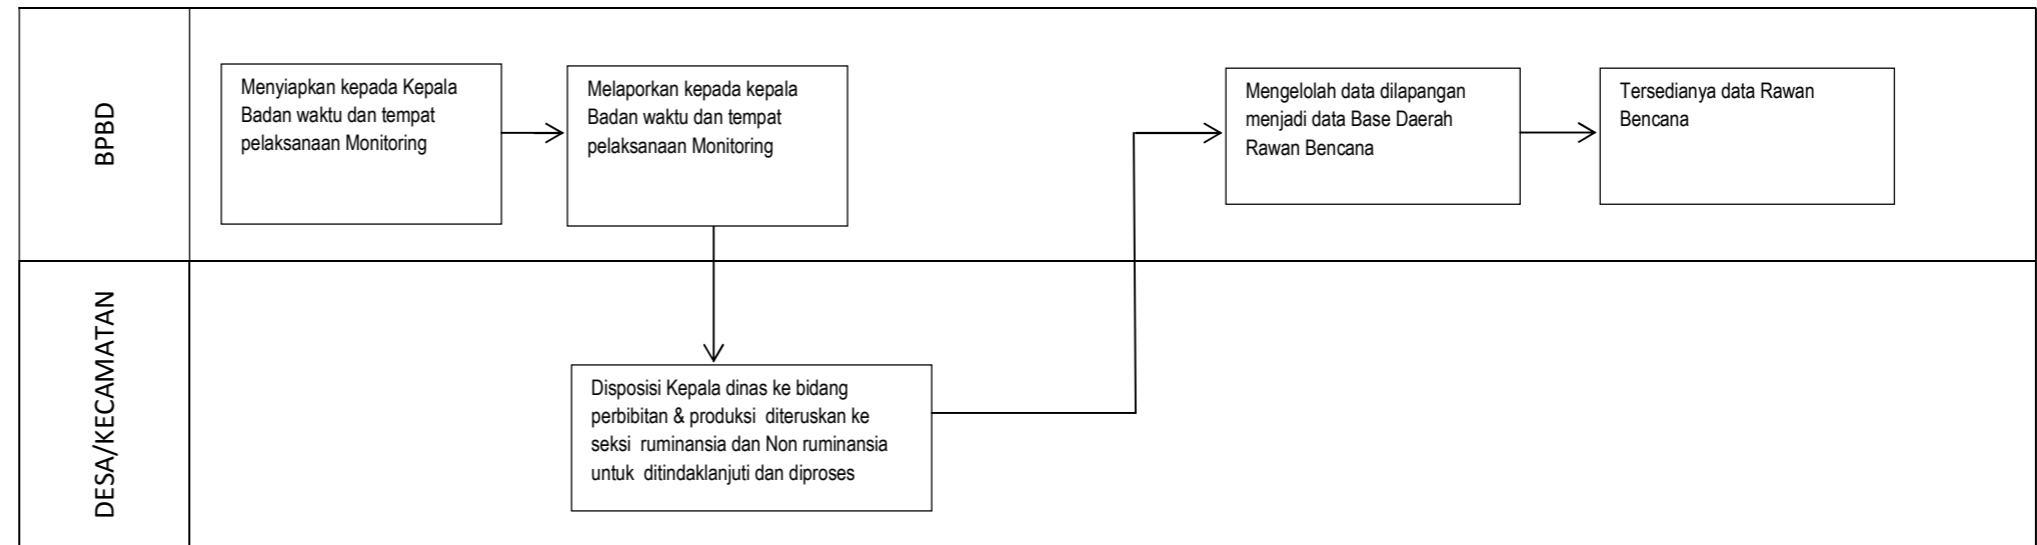 BPBD
Menyiapkan kepada Kepala
Badan waktu dan tempat
pelaksanaan Monitoring
Melaporkan kepada kepala
Badan waktu dan tempat
pelaksanaan Monitoring
Mengelolah data dilapangan
menjadi data Base Daerah
Rawan Bencana
Tersedianya data Rawan
Bencana
DESA/KECAMATAN
Disposisi Kepala dinas ke bidang
perbibitan & produksi diteruskan ke
seksi ruminansia dan Non ruminansia
untuk ditindaklanjuti dan diproses